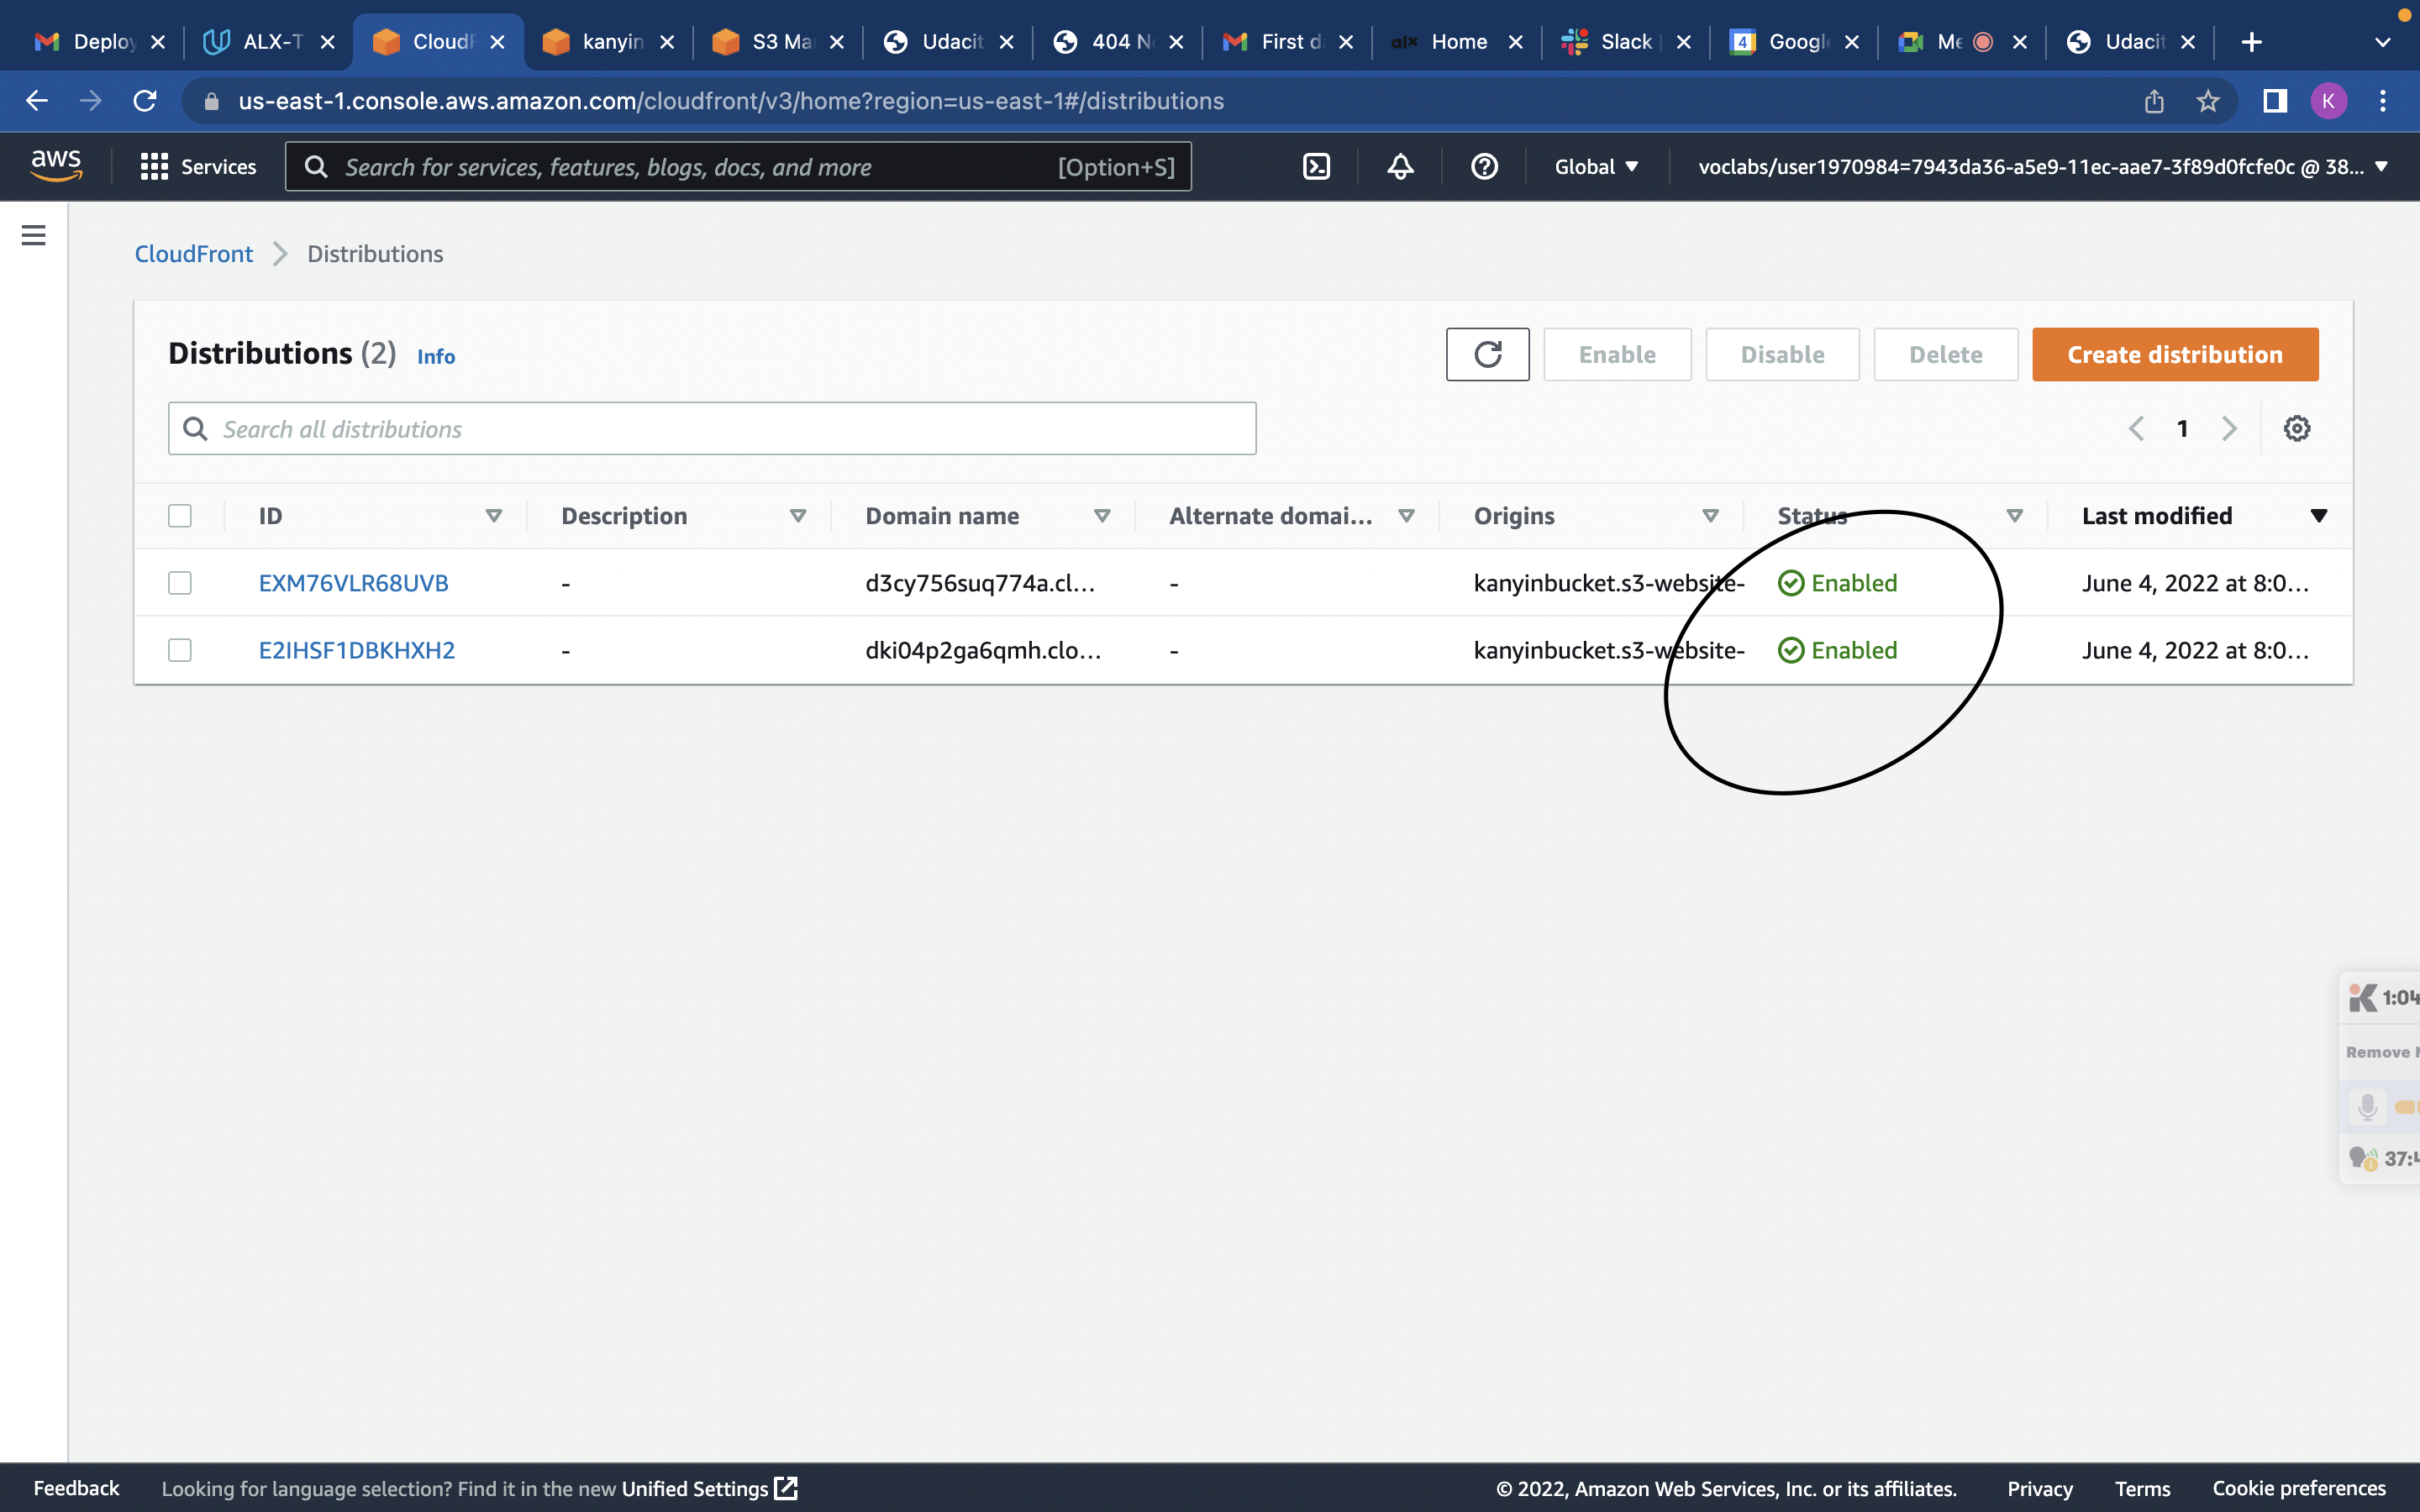 Deploy
ALX-T
CloudF
kanyin
S3 Ma
Udacit
404 N
First d
alx Home
Slack
4 Google
Me
Udacit
us-east-1.console.aws.amazon.com/cloudfront/v3/home?region=us-east-1#/distributions
K
aws
Services
Search for services, features, blogs, docs, and more [Option+S]
Global
voclabs/user1970984=7943da36-a5e9-11ec-aae7-3f89d0fcfe0c @ 38...
CloudFront
Distributions
Distributions (2) Info
Enable
Disable
Delete
Create distribution
Search all distributions
1
ID Description Domain name Alternate domai... Origins Status Last modified
EXM76VLR68UVB - d3cy756suq774a.cl... - kanyinbucket.s3-website- Enabled June 4, 2022 at 8:0...
E2IHSF1DBKHXH2 - dki04p2ga6qmh.clo... - kanyinbucket.s3-website- Enabled June 4, 2022 at 8:0...
1:04
Remove
37:4
Feedback
Looking for language selection? Find it in the new Unified Settings
© 2022, Amazon Web Services, Inc. or its affiliates.
Privacy
Terms
Cookie preferences